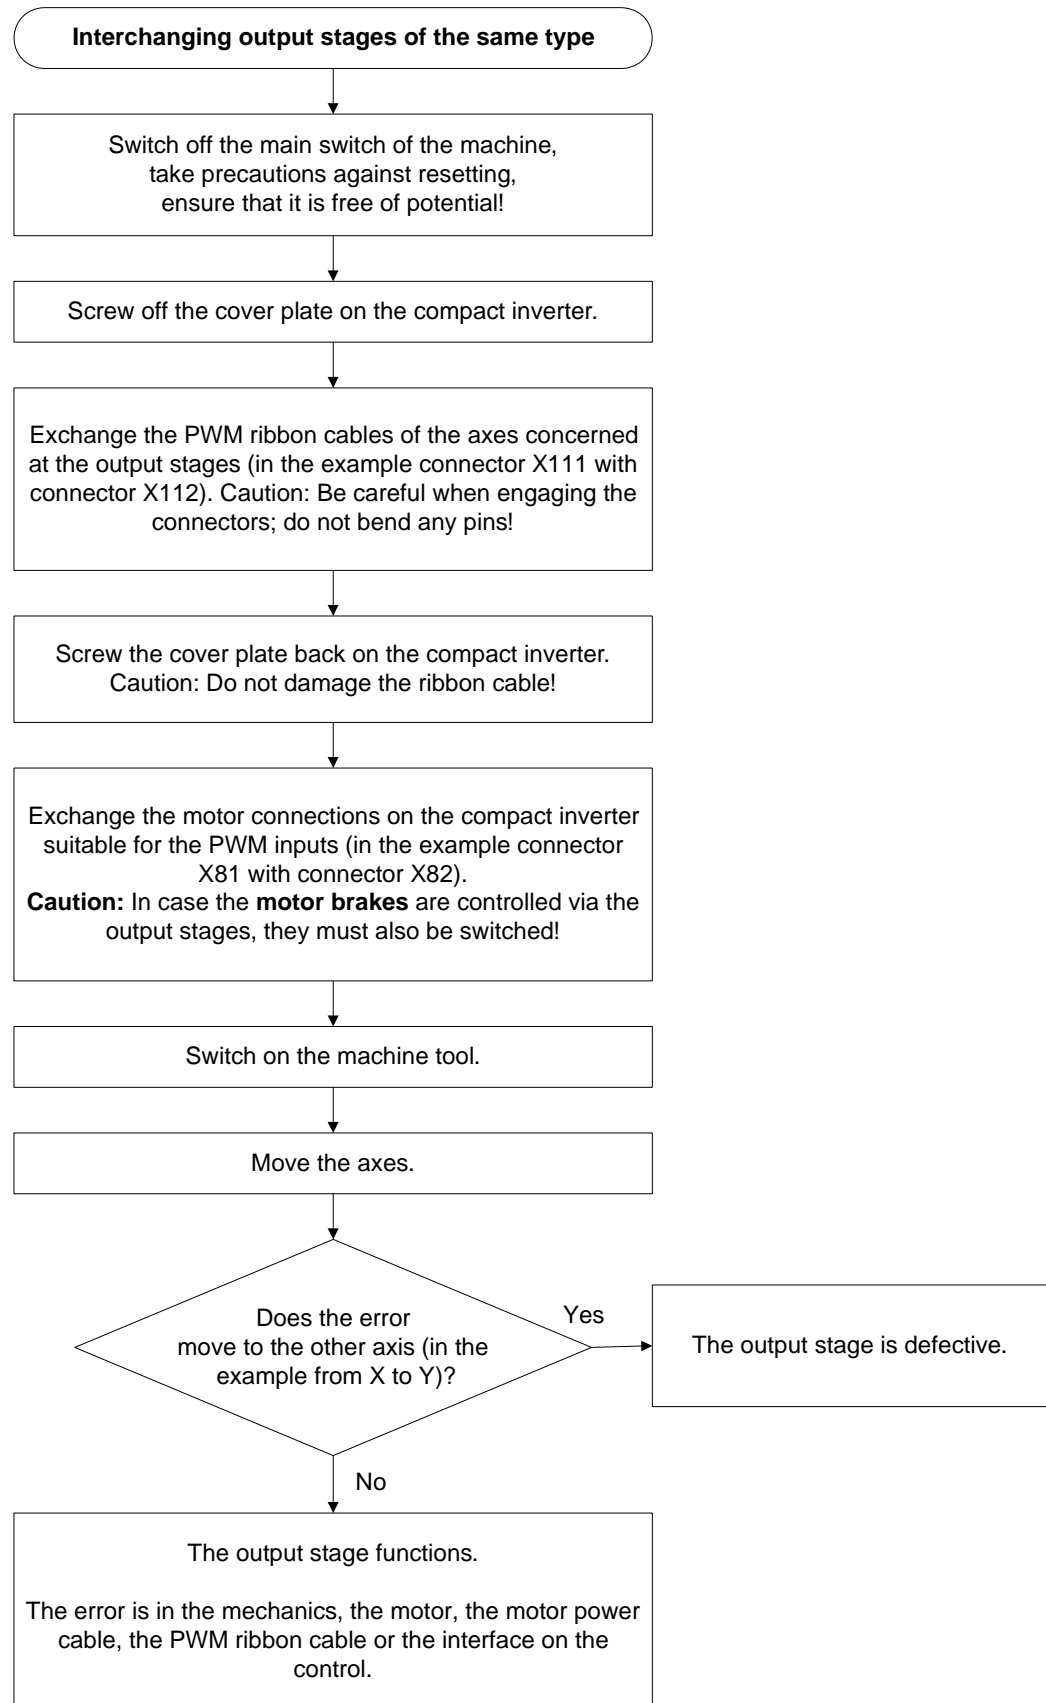 Interchanging output stages of the same type
Switch off the main switch of the machine,
take precautions against resetting,
ensure that it is free of potential!
Screw off the cover plate on the compact inverter.
Exchange the PWM ribbon cables of the axes concerned
at the output stages (in the example connector X111 with
connector X112). Caution: Be careful when engaging the
connectors; do not bend any pins!
Screw the cover plate back on the compact inverter.
Caution: Do not damage the ribbon cable!
Exchange the motor connections on the compact inverter
suitable for the PWM inputs (in the example connector
X81 with connector X82).
Caution: In case the motor brakes are controlled via the
output stages, they must also be switched!
Switch on the machine tool.
Move the axes.
Does the error
move to the other axis (in the
example from X to Y)?
Yes
The output stage is defective.
No
The output stage functions.
The error is in the mechanics, the motor, the motor power
cable, the PWM ribbon cable or the interface on the
control.